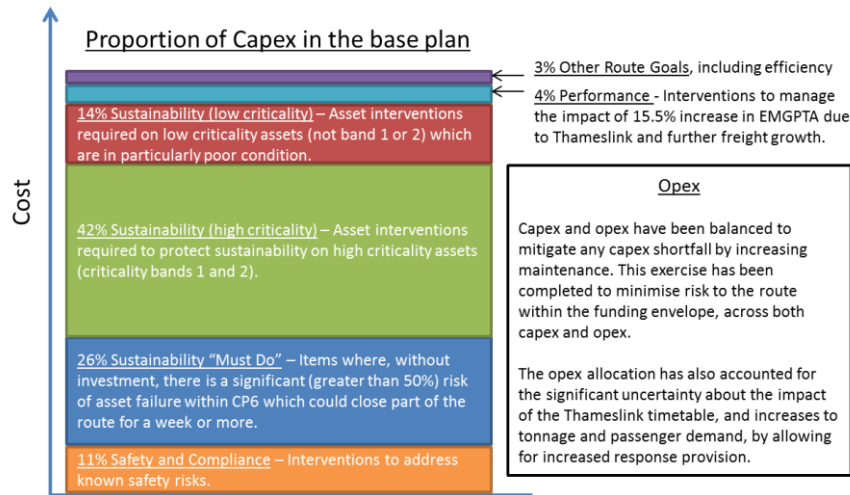 Proportion of Capex in the base plan
3% Other Route Goals, including efficiency
4% Performance - Interventions to manage
the impact of 15.5% increase in EMGPTA due
to Thameslink and further freight growth.
14% Sustainability (low criticality) – Asset interventions
required on low criticality assets (not band 1 or 2) which
are in particularly poor condition.
42% Sustainability (high criticality) – Asset interventions
required to protect sustainability on high criticality assets
(criticality bands 1 and 2).
26% Sustainability “Must Do” – Items where, without
investment, there is a significant (greater than 50%) risk
of asset failure within CP6 which could close part of the
route for a week or more.
11% Safety and Compliance – Interventions to address
known safety risks.
Cost
Opex
Capex and opex have been balanced to
mitigate any capex shortfall by increasing
maintenance. This exercise has been
completed to minimise risk to the route
within the funding envelope, across both
capex and opex.
The opex allocation has also accounted for
the significant uncertainty about the impact
of the Thameslink timetable, and increases to
tonnage and passenger demand, by allowing
for increased response provision.